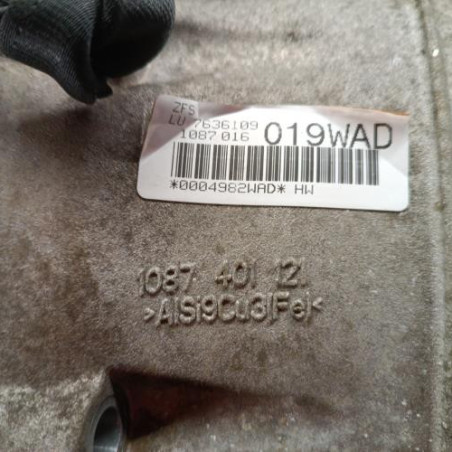 ZFS
LU 7636109
1087 016 019WAD
*0004982WAD* HW
1087 401 121
>AlSi9Cu3(Fe)<